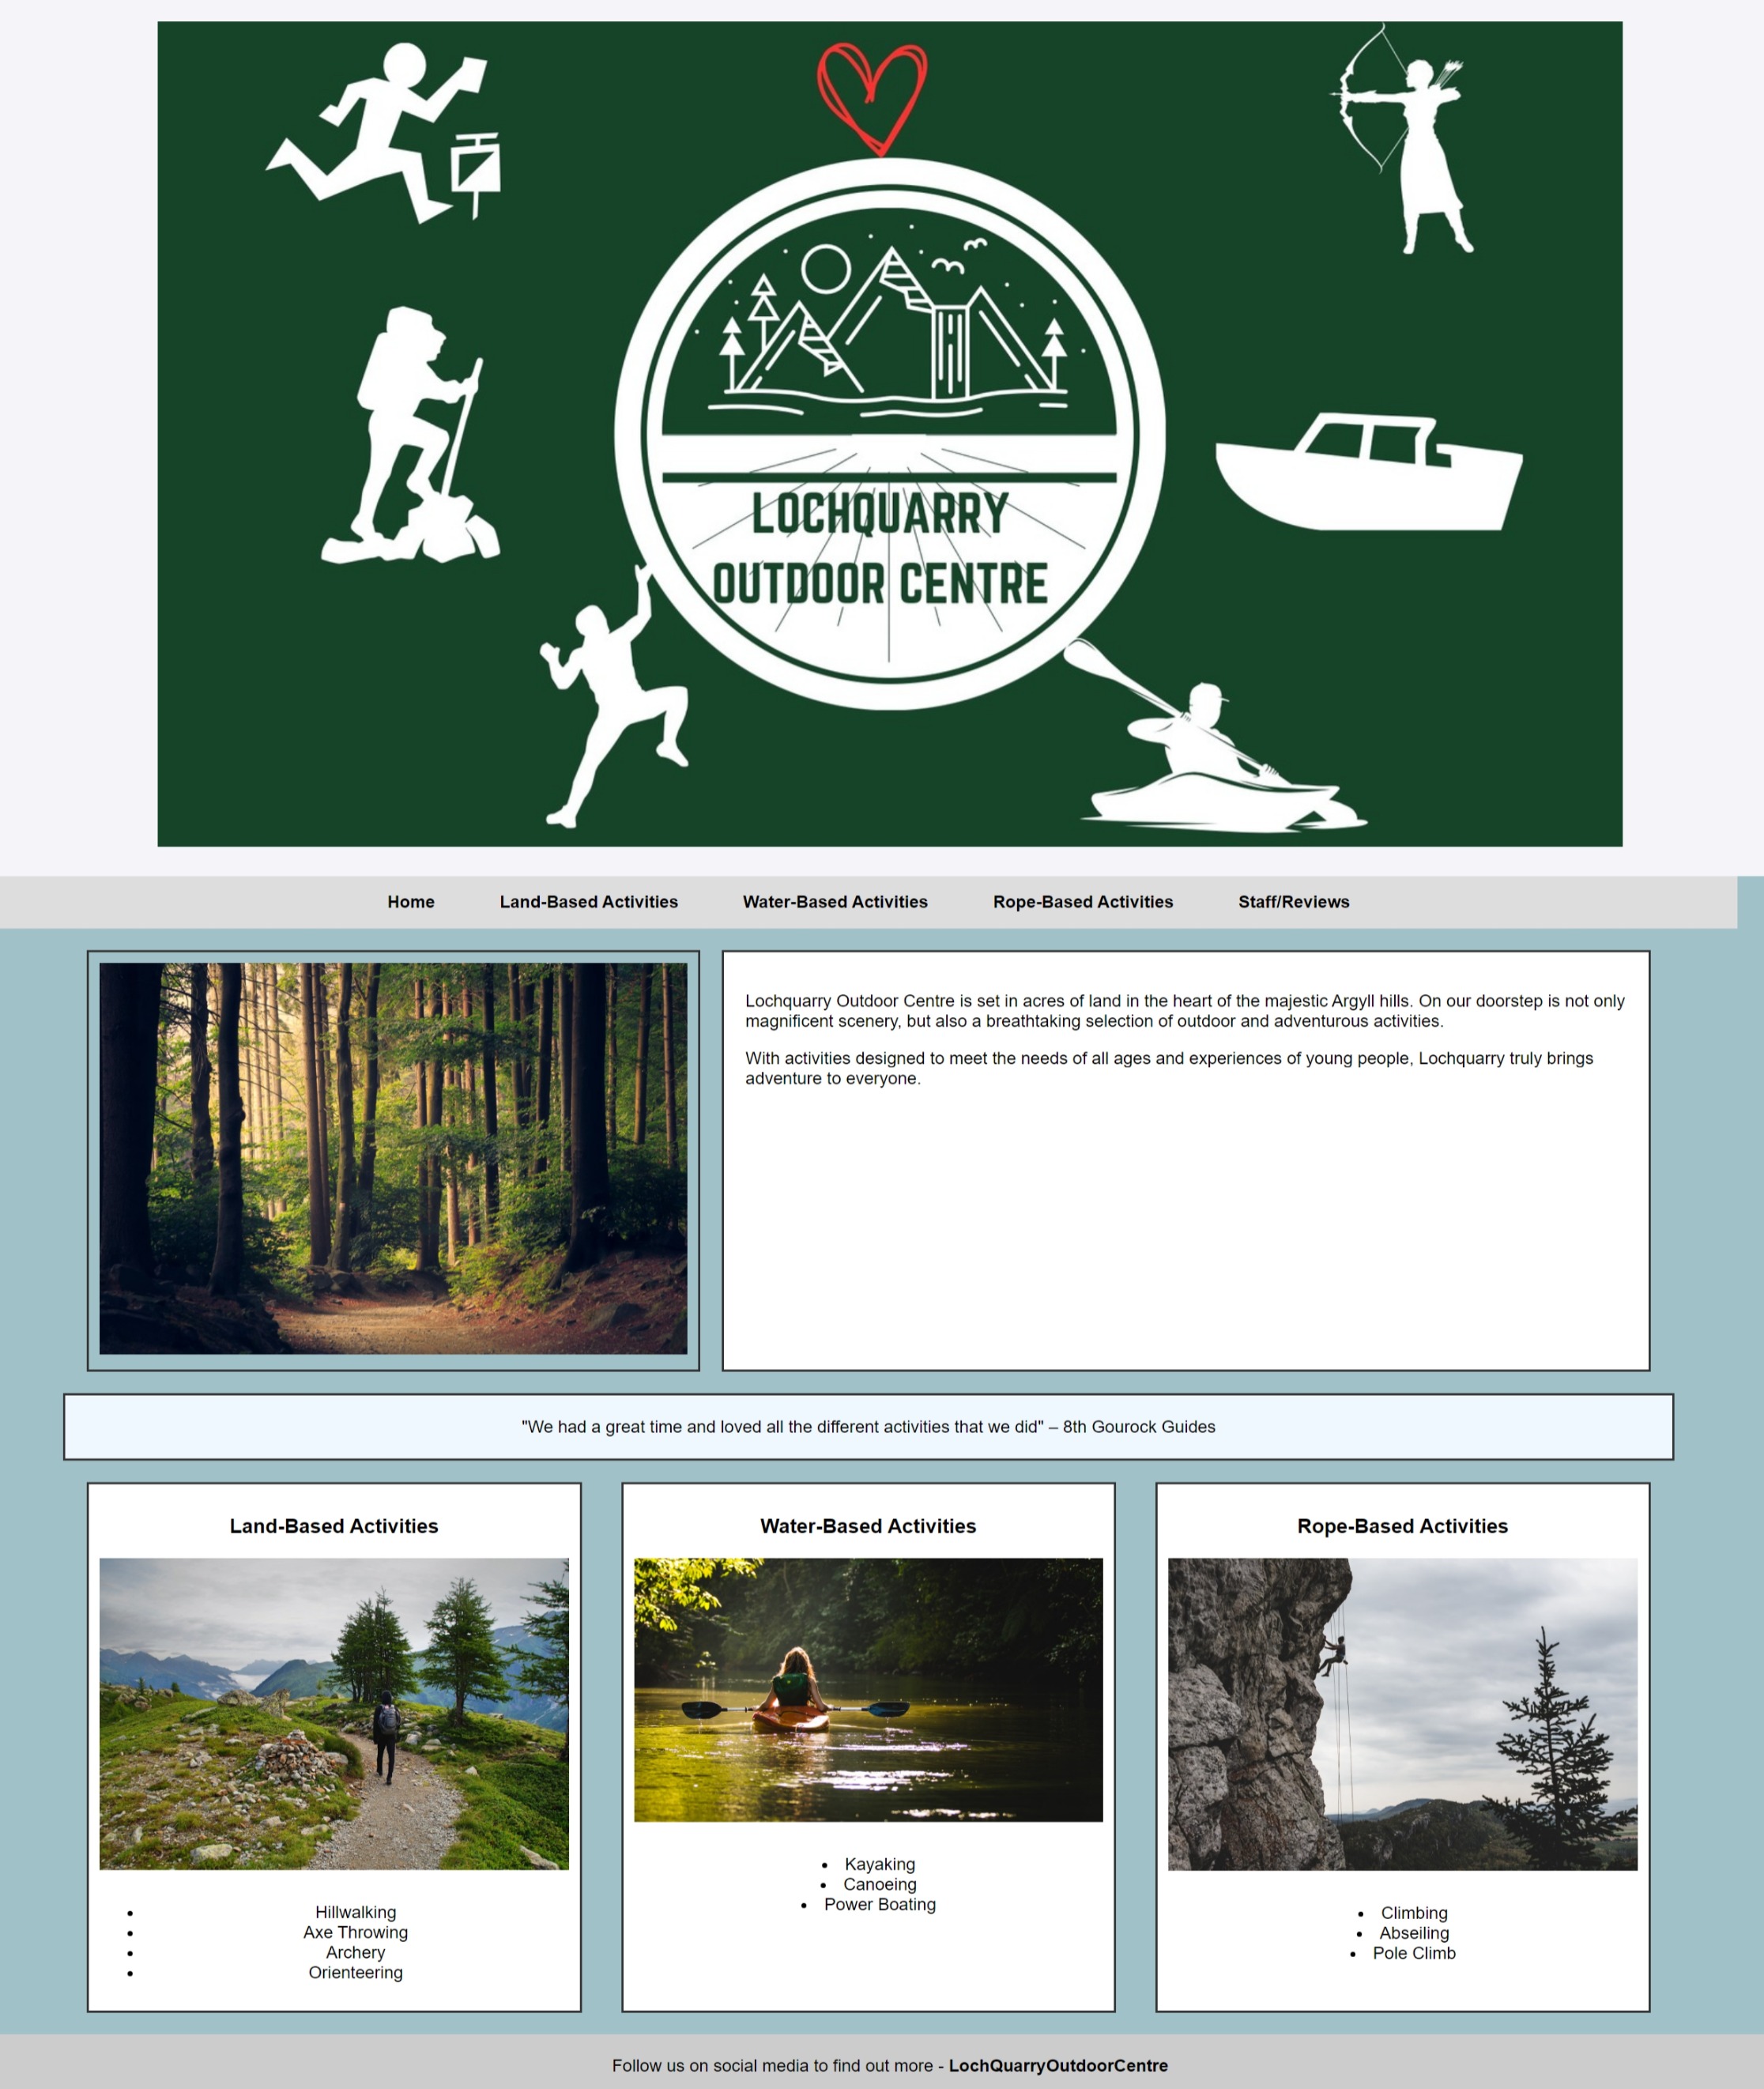 LOCHQUARRY
OUTDOOR CENTRE
Home Land-Based Activities Water-Based Activities Rope-Based Activities Staff/Reviews
Lochquarry Outdoor Centre is set in acres of land in the heart of the majestic Argyll hills. On our doorstep is not only
magnificent scenery, but also a breathtaking selection of outdoor and adventurous activities.
With activities designed to meet the needs of all ages and experiences of young people, Lochquarry truly brings
adventure to everyone.
"We had a great time and loved all the different activities that we did" – 8th Gourock Guides
Land-Based Activities
• Hillwalking
• Axe Throwing
• Archery
• Orienteering
Water-Based Activities
• Kayaking
• Canoeing
• Power Boating
Rope-Based Activities
• Climbing
• Abseiling
• Pole Climb
Follow us on social media to find out more - LochQuarryOutdoorCentre